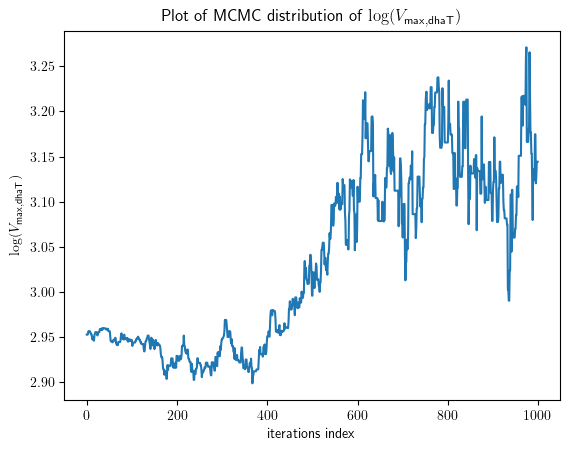 Plot of MCMC distribution of log(V_max,dhaT)
log(V_max,dhaT)
3.25
3.20
3.15
3.10
3.05
3.00
2.95
2.90
0 200 400 600 800 1000
iterations index